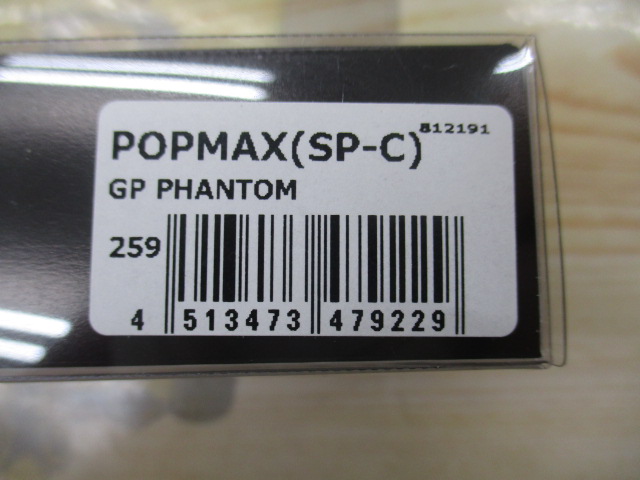 812191
POPMAX(SP-C)
GP PHANTOM
259
4 513473 479229